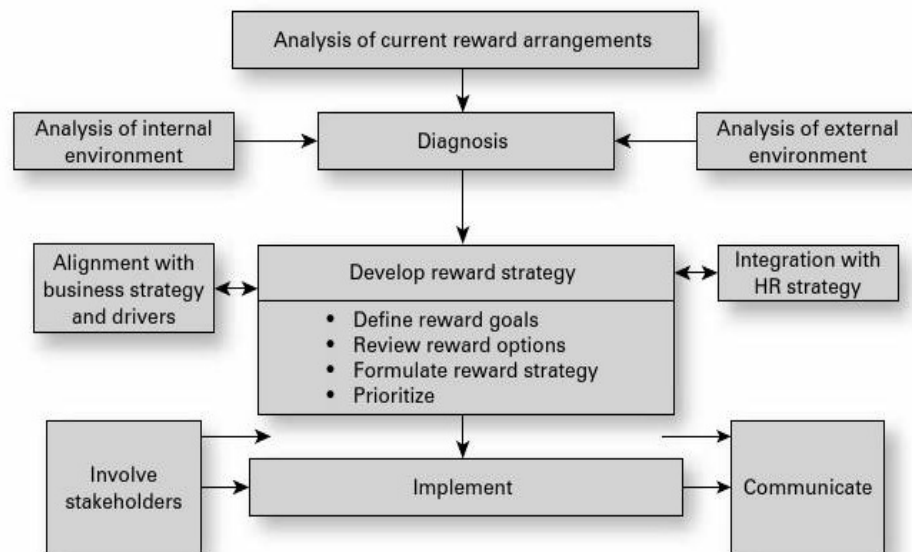 Analysis of current reward arrangements
Analysis of internal
environment
Diagnosis
Analysis of external
environment
Alignment with
business strategy
and drivers
Develop reward strategy
• Define reward goals
• Review reward options
• Formulate reward strategy
• Prioritize
Integration with
HR strategy
Involve
stakeholders
Implement
Communicate